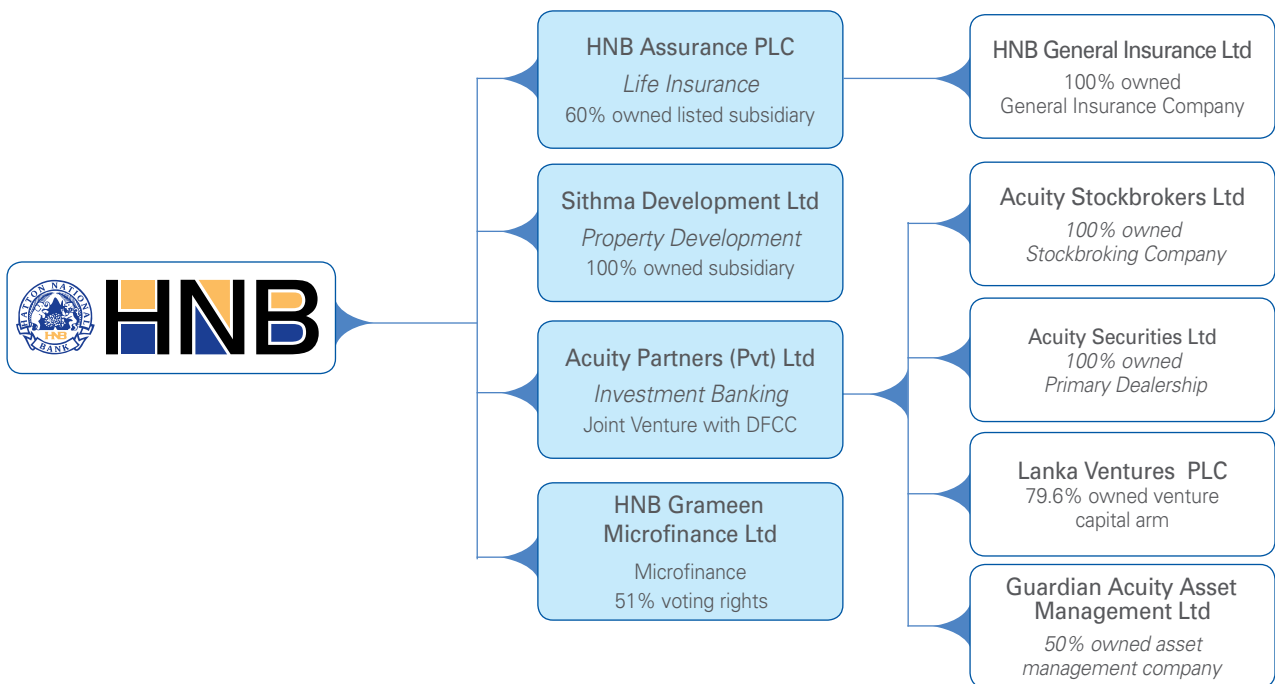 HATTON NATIONAL
BANK
HNB
HNB
HNB Assurance PLC
Life Insurance
60% owned listed subsidiary
Sithma Development Ltd
Property Development
100% owned subsidiary
Acuity Partners (Pvt) Ltd
Investment Banking
Joint Venture with DFCC
HNB Grameen
Microfinance Ltd
Microfinance
51% voting rights
HNB General Insurance Ltd
100% owned
General Insurance Company
Acuity Stockbrokers Ltd
100% owned
Stockbroking Company
Acuity Securities Ltd
100% owned
Primary Dealership
Lanka Ventures PLC
79.6% owned venture
capital arm
Guardian Acuity Asset
Management Ltd
50% owned asset
management company